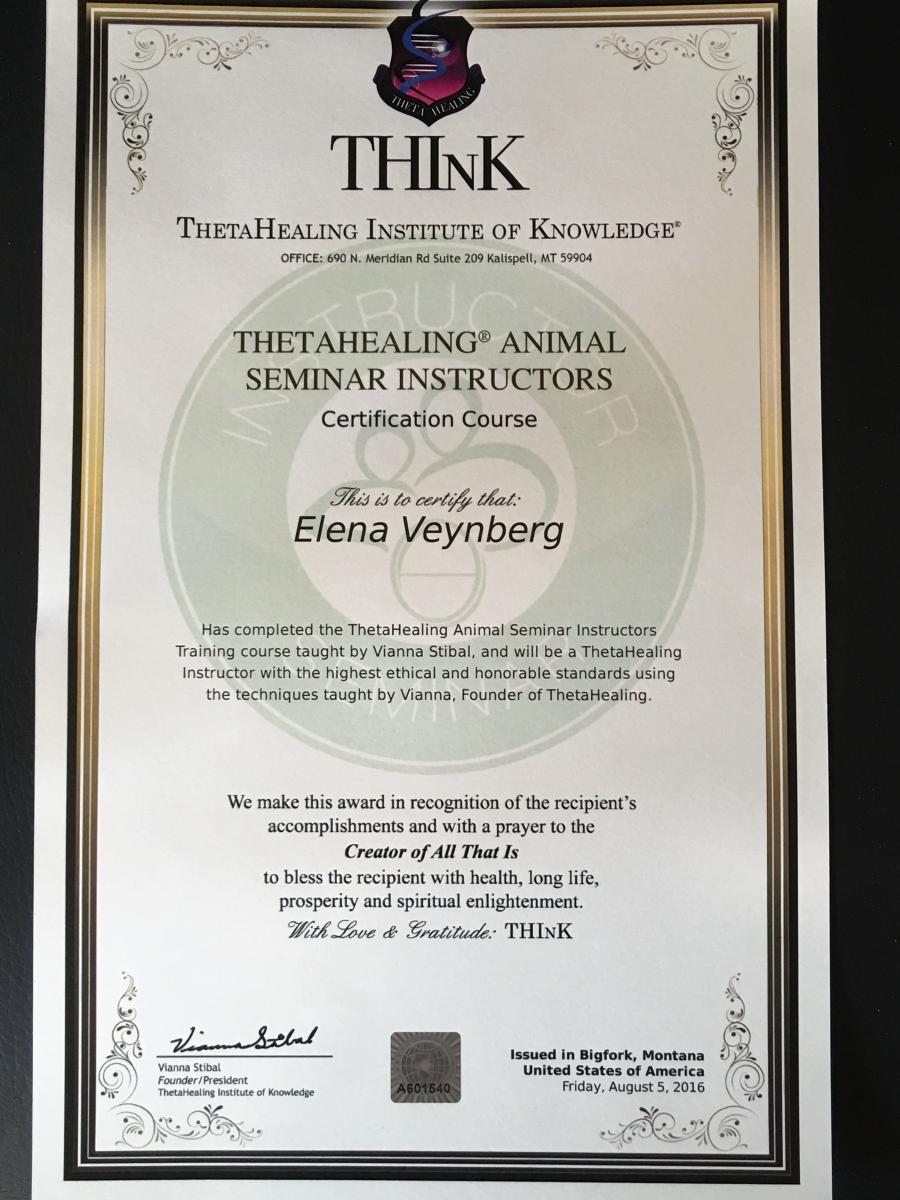 THETA HEALING
THInK
ThetaHealing Institute of Knowledge®
OFFICE: 690 N. Meridian Rd Suite 209 Kalispell, MT 59904
INSTRUCTOR
THETAHEALING® ANIMAL
SEMINAR INSTRUCTORS
Certification Course
This is to certify that:
Elena Veynberg
Has completed the ThetaHealing Animal Seminar Instructors
Training course taught by Vianna Stibal, and will be a ThetaHealing
Instructor with the highest ethical and honorable standards using
the techniques taught by Vianna, Founder of ThetaHealing.
SEMINAR
We make this award in recognition of the recipient's
accomplishments and with a prayer to the
Creator of All That Is
to bless the recipient with health, long life,
prosperity and spiritual enlightenment.
With Love & Gratitude: THInK
Vianna Stibal
Vianna Stibal
Founder/President
ThetaHealing Institute of Knowledge
A601640
Issued in Bigfork, Montana
United States of America
Friday, August 5, 2016